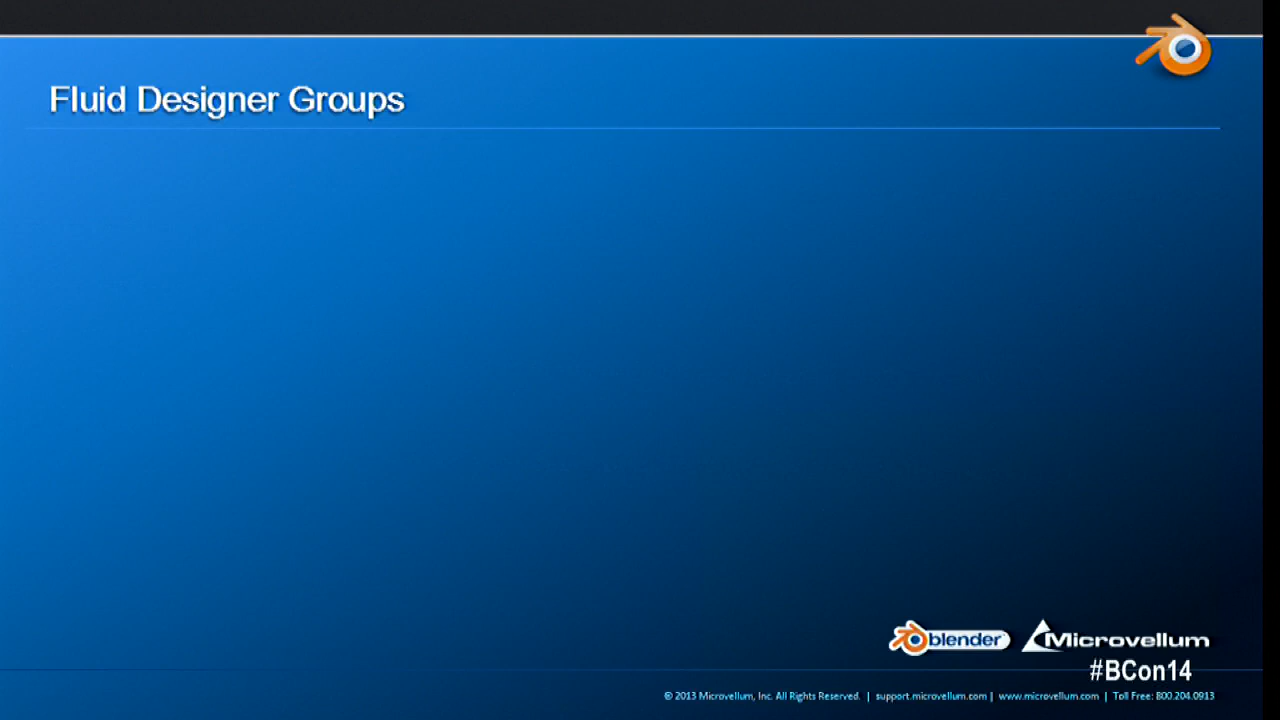 Fluid Designer Groups
blender Microvellum
#BCon14
© 2013 Microvellum, Inc. All Rights Reserved. | support.microvellum.com | www.microvellum.com | Toll Free: 800.204.0913